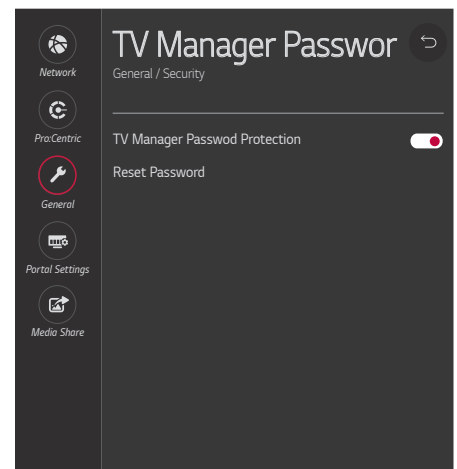 TV Manager Passwor
General / Security
Network
Pro:Centric
General
Portal Settings
Media Share
TV Manager Passwod Protection
Reset Password